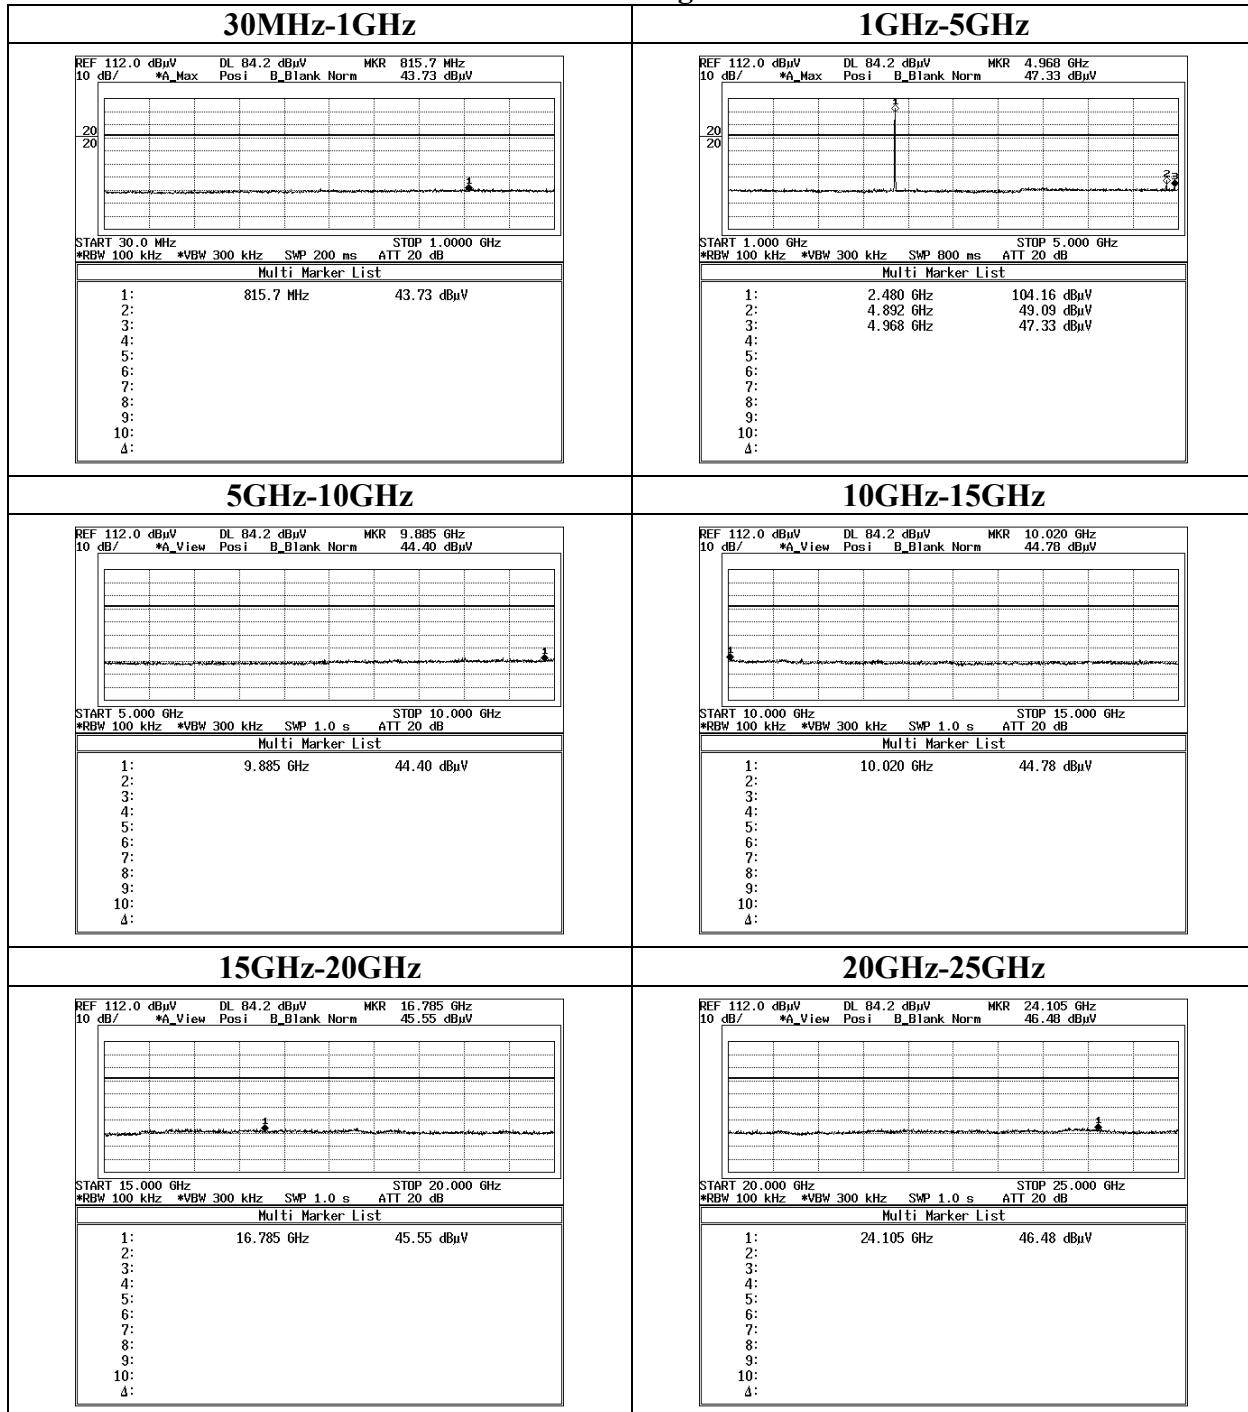 30MHz-1GHz
REF 112.0 dBµV DL 84.2 dBµV MKR 815.7 MHz
10 dB/ *A_Max Posi B_Blank Norm 43.73 dBµV
20
20
1
START 30.0 MHz STOP 1.0000 GHz
*RBW 100 kHz *VBW 300 kHz SWP 200 ms ATT 20 dB
Multi Marker List
1: 815.7 MHz 43.73 dBµV
2:
3:
4:
5:
6:
7:
8:
9:
10:
Δ:
1GHz-5GHz
REF 112.0 dBµV DL 84.2 dBµV MKR 4.968 GHz
10 dB/ *A_Max Posi B_Blank Norm 47.33 dBµV
1
20
20
2 3
START 1.000 GHz STOP 5.000 GHz
*RBW 100 kHz *VBW 300 kHz SWP 800 ms ATT 20 dB
Multi Marker List
1: 2.480 GHz 104.16 dBµV
2: 4.892 GHz 49.09 dBµV
3: 4.968 GHz 47.33 dBµV
4:
5:
6:
7:
8:
9:
10:
Δ:
5GHz-10GHz
REF 112.0 dBµV DL 84.2 dBµV MKR 9.885 GHz
10 dB/ *A_View Posi B_Blank Norm 44.40 dBµV
1
START 5.000 GHz STOP 10.000 GHz
*RBW 100 kHz *VBW 300 kHz SWP 1.0 s ATT 20 dB
Multi Marker List
1: 9.885 GHz 44.40 dBµV
2:
3:
4:
5:
6:
7:
8:
9:
10:
Δ:
10GHz-15GHz
REF 112.0 dBµV DL 84.2 dBµV MKR 10.020 GHz
10 dB/ *A_View Posi B_Blank Norm 44.78 dBµV
1
START 10.000 GHz STOP 15.000 GHz
*RBW 100 kHz *VBW 300 kHz SWP 1.0 s ATT 20 dB
Multi Marker List
1: 10.020 GHz 44.78 dBµV
2:
3:
4:
5:
6:
7:
8:
9:
10:
Δ:
15GHz-20GHz
REF 112.0 dBµV DL 84.2 dBµV MKR 16.785 GHz
10 dB/ *A_View Posi B_Blank Norm 45.55 dBµV
1
START 15.000 GHz STOP 20.000 GHz
*RBW 100 kHz *VBW 300 kHz SWP 1.0 s ATT 20 dB
Multi Marker List
1: 16.785 GHz 45.55 dBµV
2:
3:
4:
5:
6:
7:
8:
9:
10:
Δ:
20GHz-25GHz
REF 112.0 dBµV DL 84.2 dBµV MKR 24.105 GHz
10 dB/ *A_View Posi B_Blank Norm 46.48 dBµV
1
START 20.000 GHz STOP 25.000 GHz
*RBW 100 kHz *VBW 300 kHz SWP 1.0 s ATT 20 dB
Multi Marker List
1: 24.105 GHz 46.48 dBµV
2:
3:
4:
5:
6:
7:
8:
9:
10:
Δ: